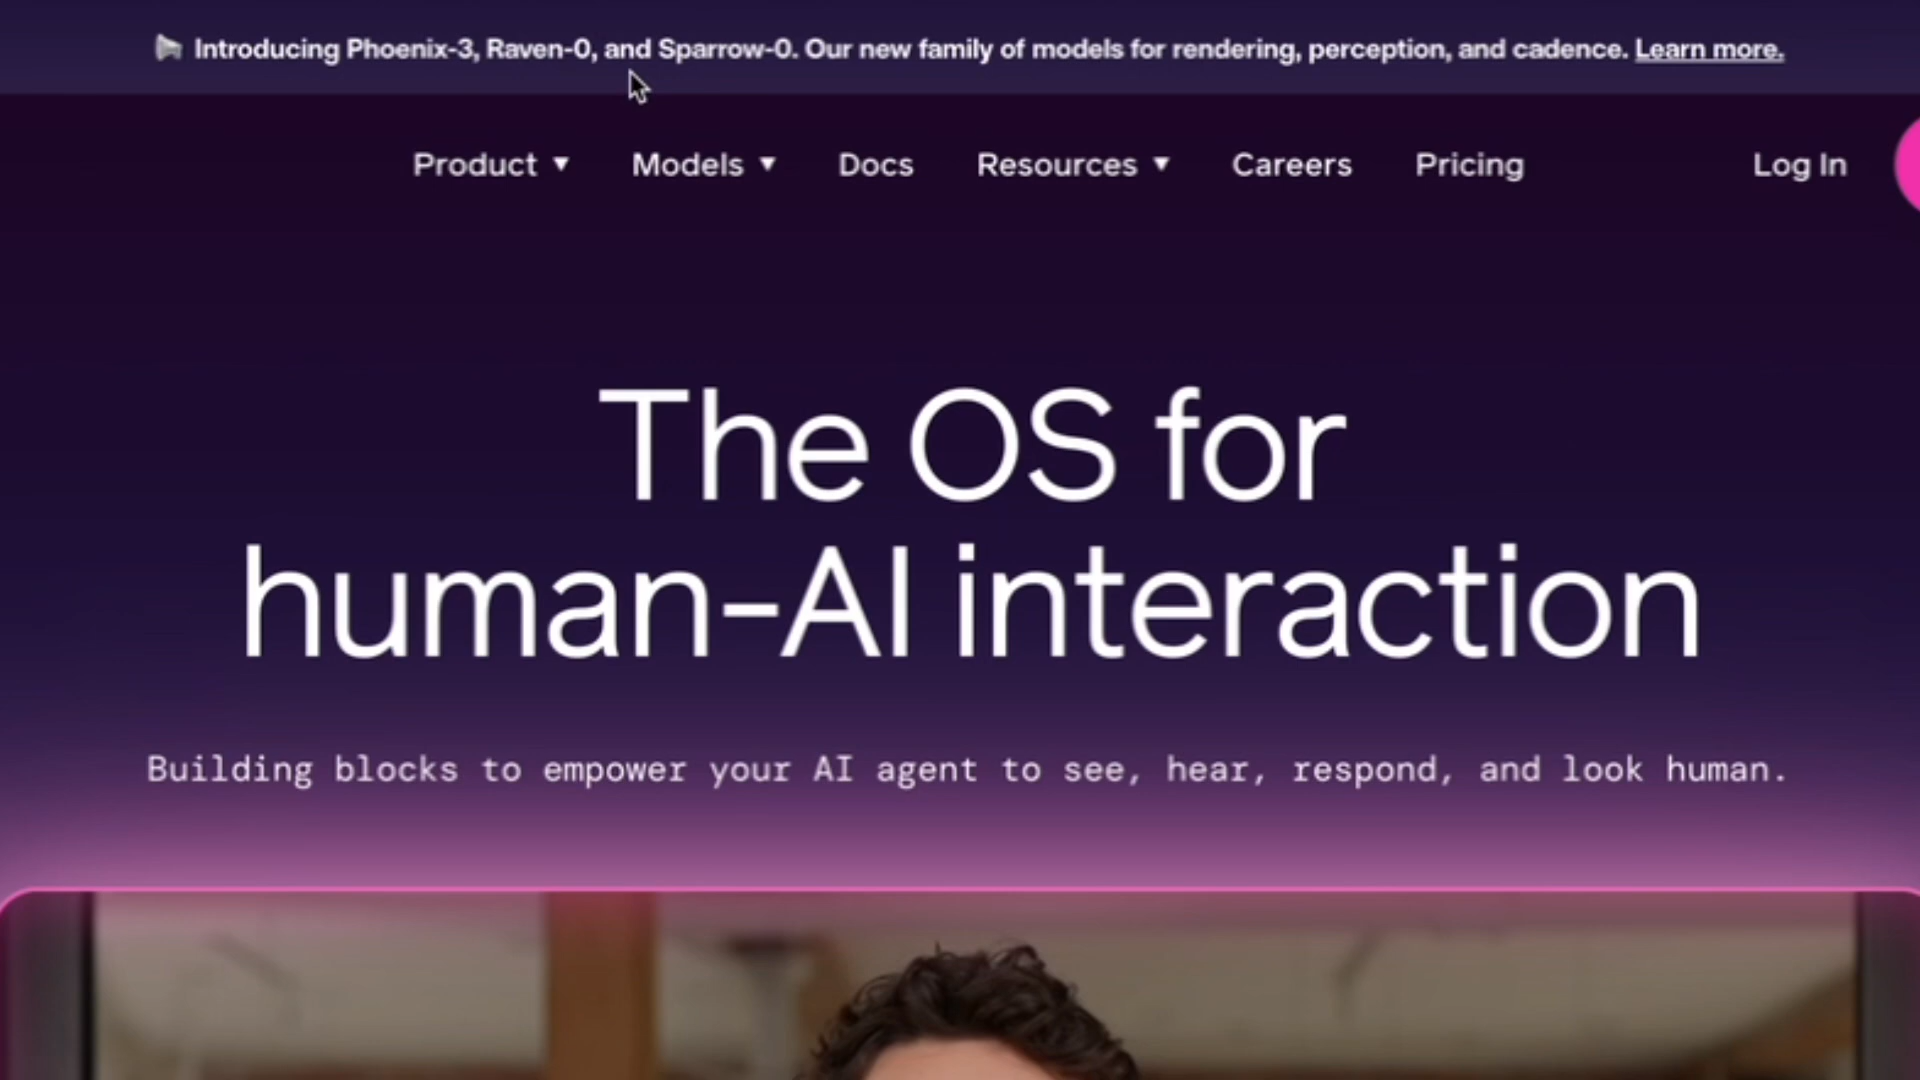 Introducing Phoenix-3, Raven-0, and Sparrow-0. Our new family of models for rendering, perception, and cadence. Learn more.
Product ▼ Models ▼ Docs Resources ▼ Careers Pricing Log In
The OS for
human-AI interaction
Building blocks to empower your AI agent to see, hear, respond, and look human.